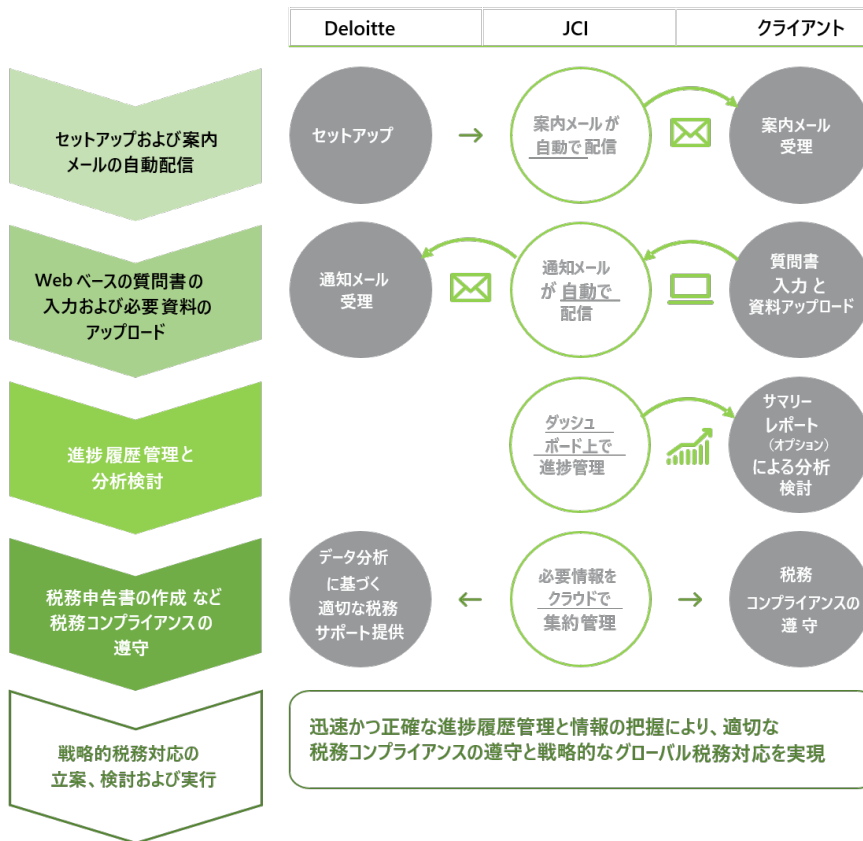 Deloitte
JCI
クライアント
セットアップおよび案内
メールの自動配信
セットアップ
案内メールが
自動で配信
案内メール
受理
Webベースの質問書の
入力および必要資料の
アップロード
通知メール
受理
通知メール
が自動で
配信
質問書
入力と
資料アップロード
進捗履歴管理と
分析検討
ダッシュ
ボード上で
進捗管理
サマリー
レポート
（オプション）
による分析
検討
税務申告書の作成など
税務コンプライアンスの
遵守
データ分析
に基づく
適切な税務
サポート提供
必要情報を
クラウドで
集約管理
税務
コンプライアンスの
遵守
戦略的税務対応の
立案、検討および実行
迅速かつ正確な進捗履歴管理と情報の把握により、適切な
税務コンプライアンスの遵守と戦略的なグローバル税務対応を実現